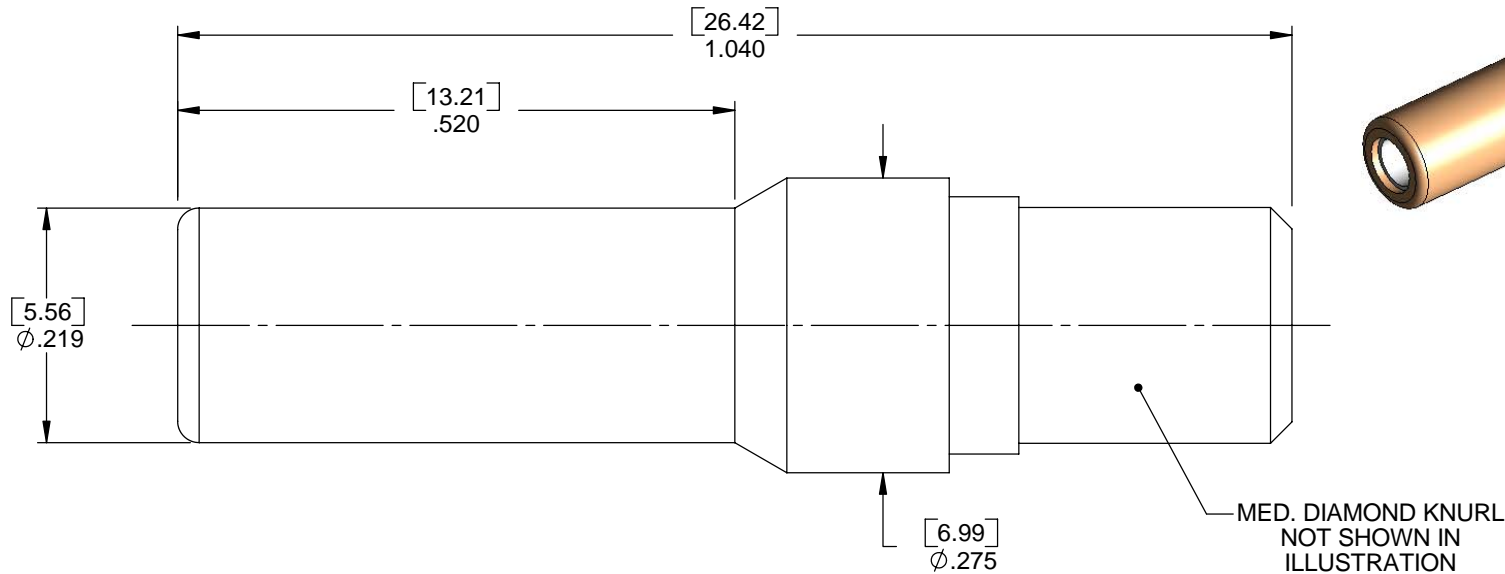 [26.42]
1.040
[13.21]
.520
[5.56]
∅.219
[6.99]
∅.275
MED. DIAMOND KNURL
NOT SHOWN IN
ILLUSTRATION